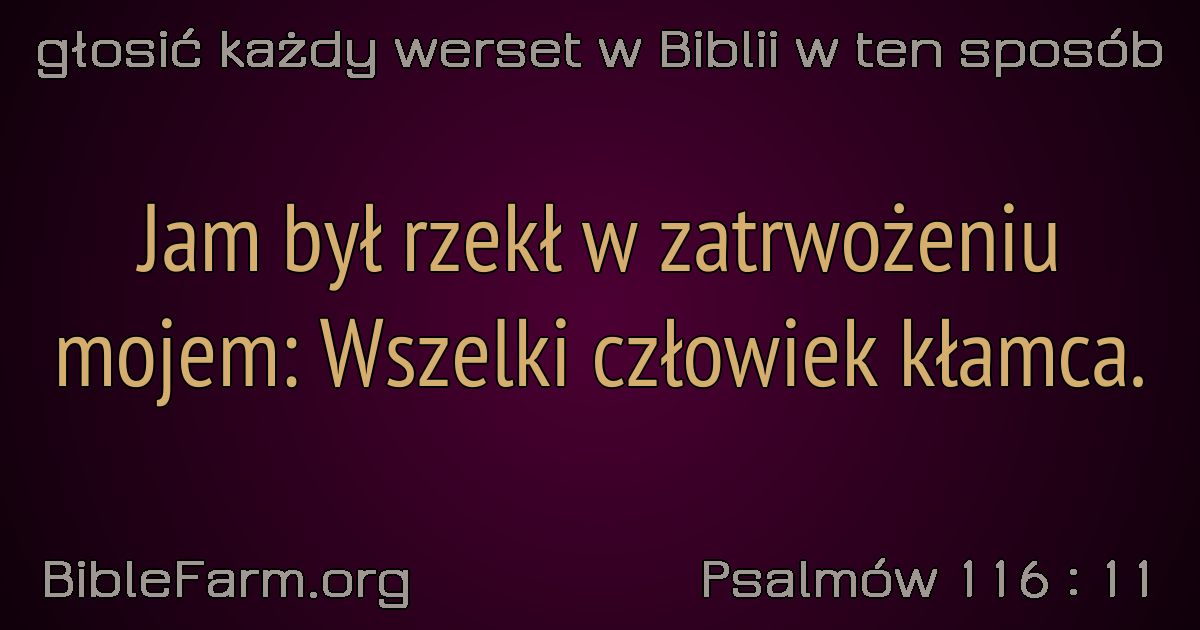 głosić każdy werset w Biblii w ten sposób
Jam był rzekł w zatrwożeniu
mojem: Wszelki człowiek kłamca.
BibleFarm.org
Psalmów 116 : 11